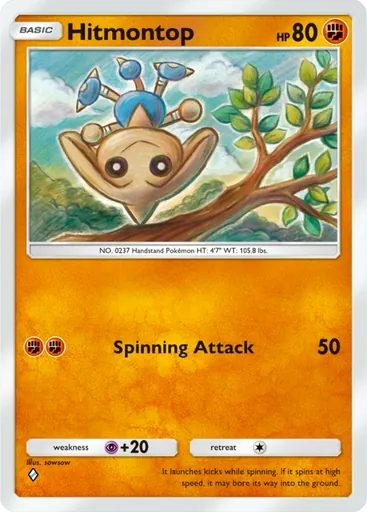 BASIC Hitmontop HP 80
NO. 0237 Handstand Pokémon HT: 4'7" WT: 105.8 lbs.
Spinning Attack 50
weakness +20 retreat
Illus. sowsow
It launches kicks while spinning. If it spins at high
speed, it may bore its way into the ground.